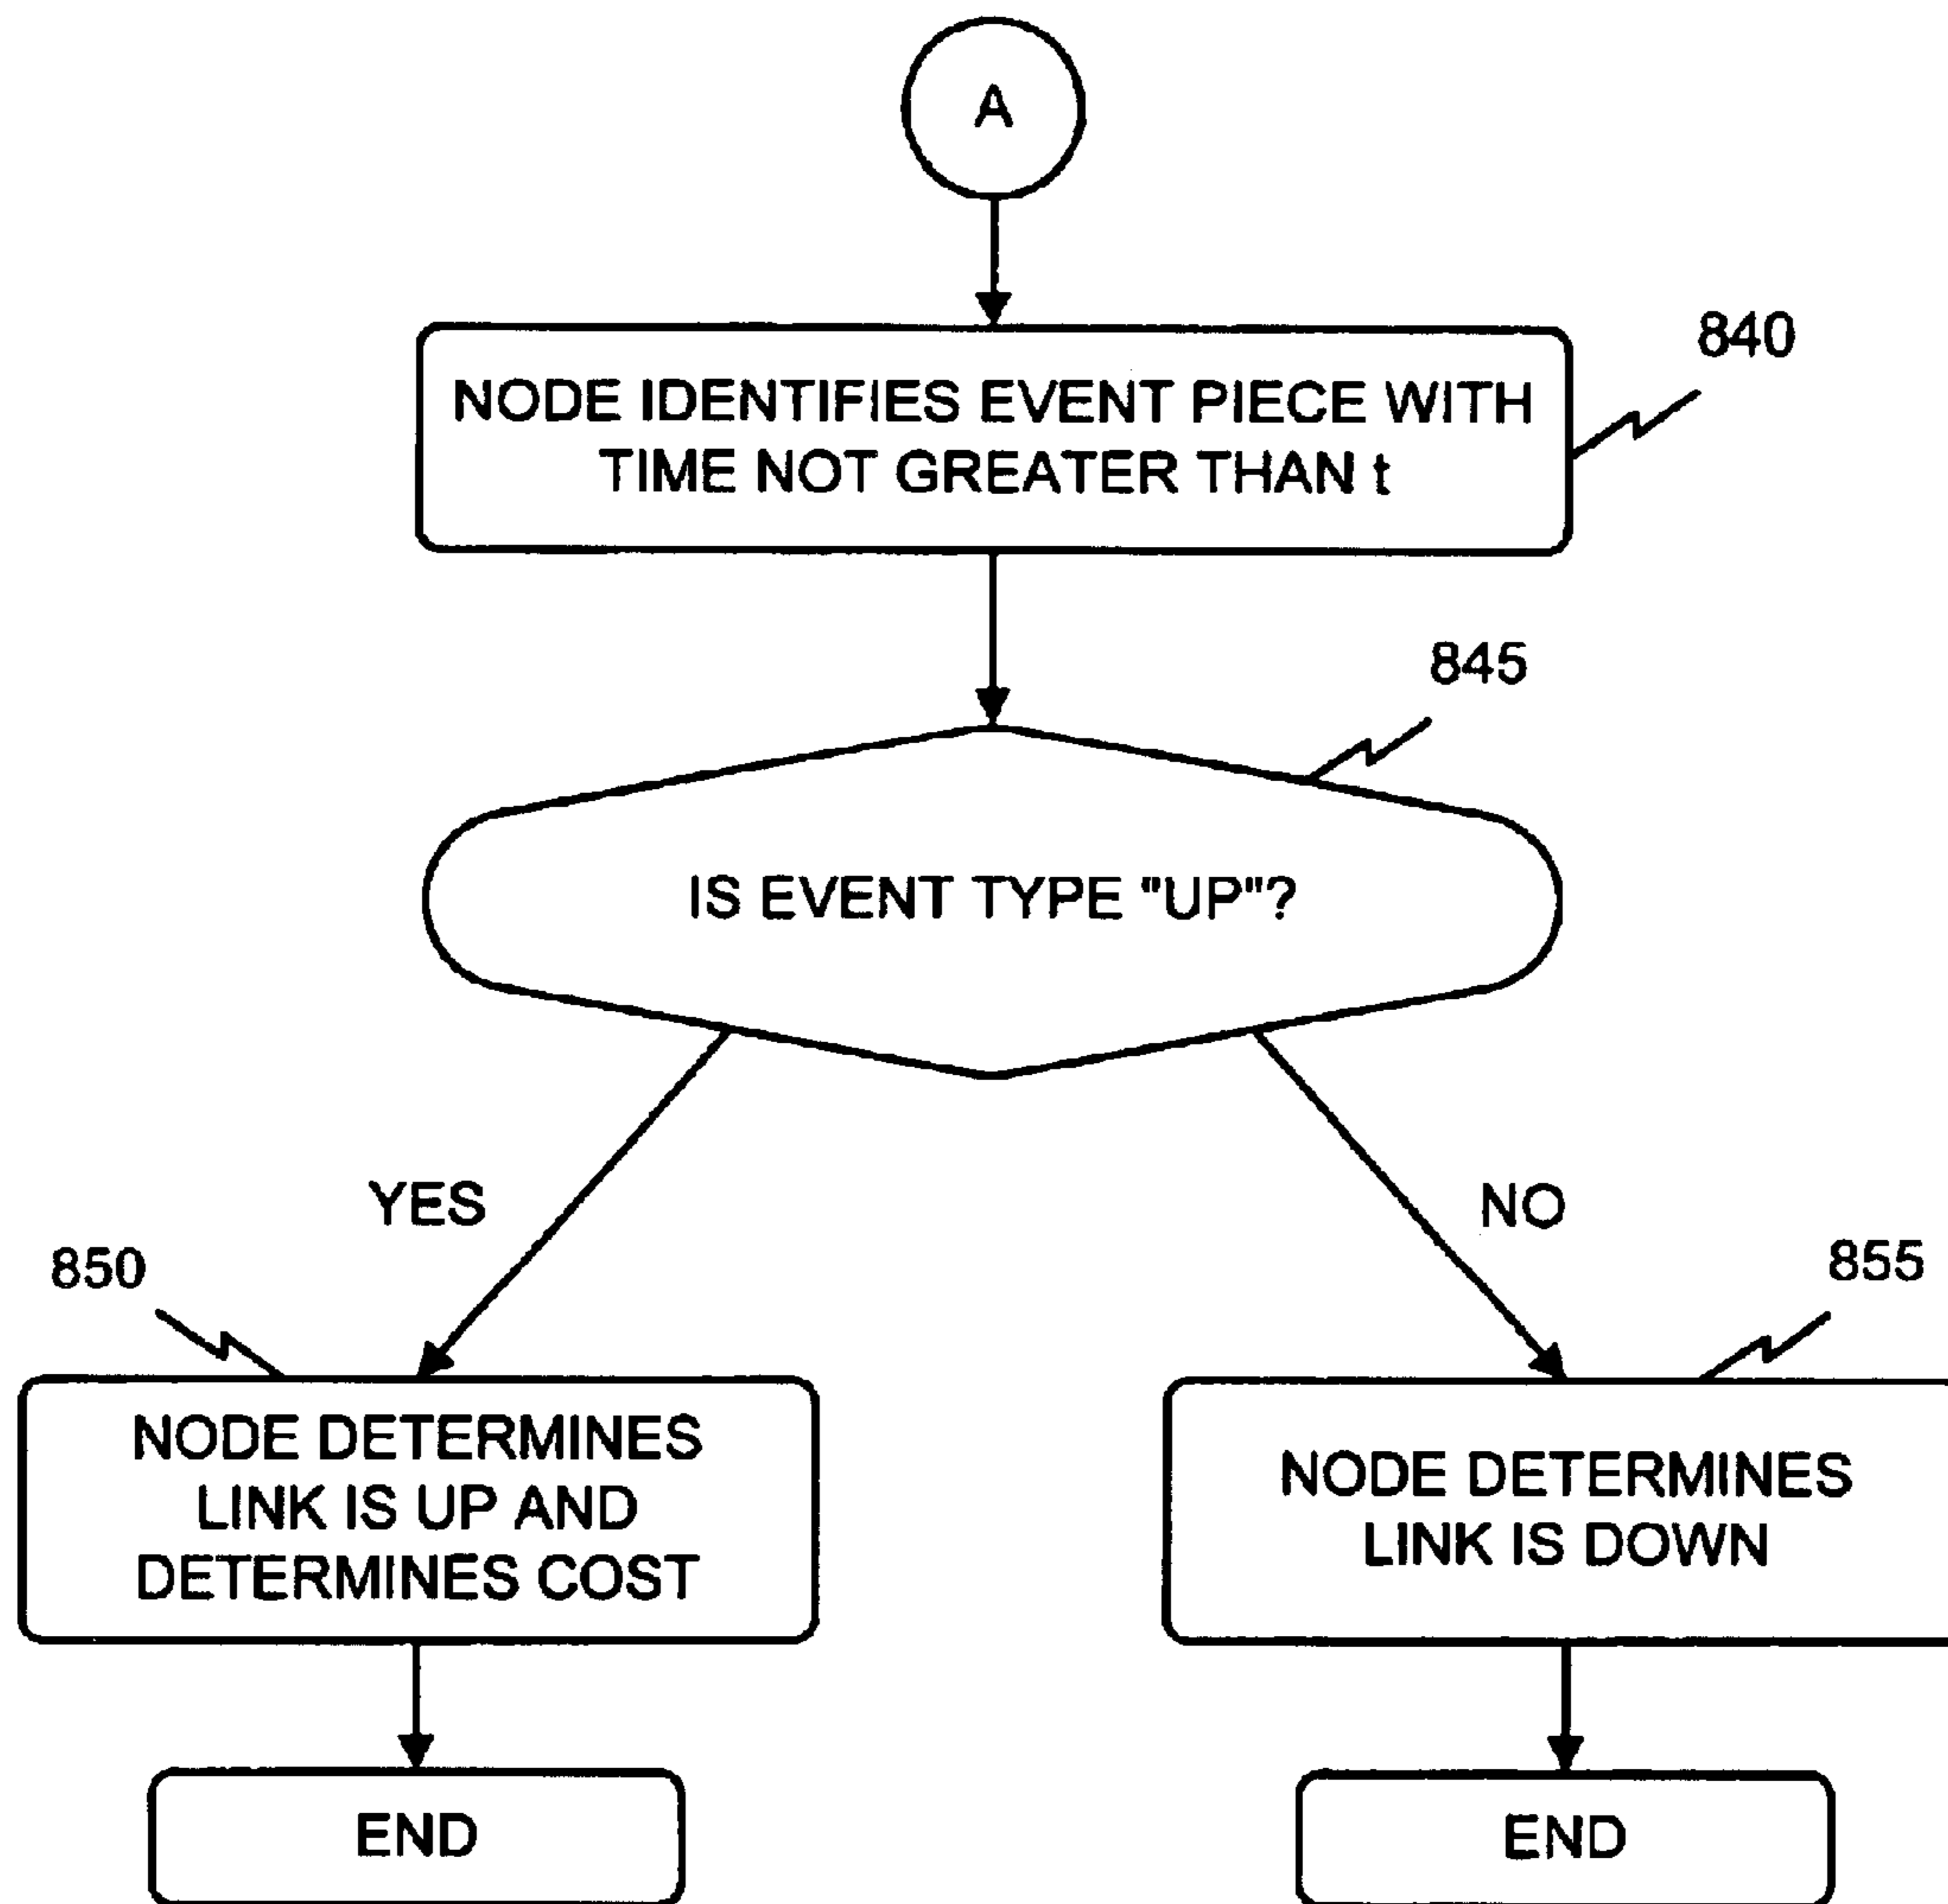 A
840
NODE IDENTIFIES EVENT PIECE WITH
TIME NOT GREATER THAN t
845
IS EVENT TYPE "UP"?
YES
NO
850
855
NODE DETERMINES
LINK IS UP AND
DETERMINES COST
NODE DETERMINES
LINK IS DOWN
END
END